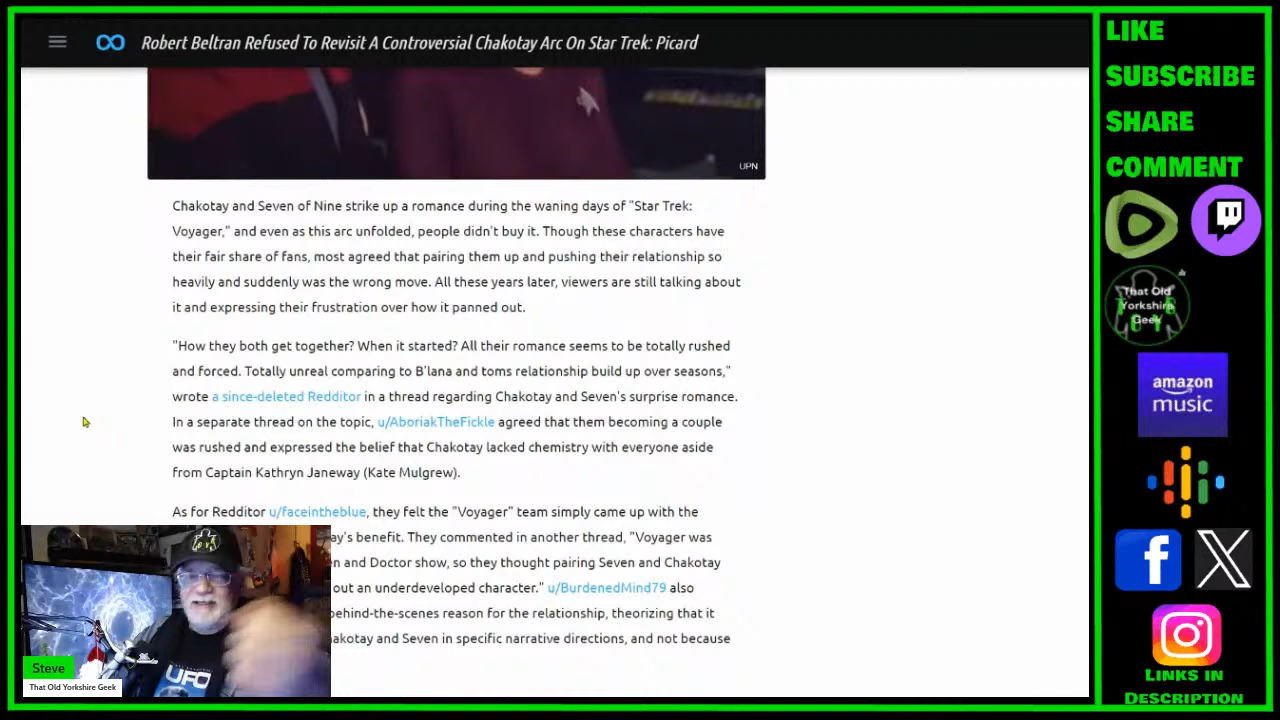 Robert Beltran Refused To Revisit A Controversial Chakotay Arc On Star Trek: Picard
UPN
Chakotay and Seven of Nine strike up a romance during the waning days of "Star Trek:
Voyager," and even as this arc unfolded, people didn't buy it. Though these characters have
their fair share of fans, most agreed that pairing them up and pushing their relationship so
heavily and suddenly was the wrong move. All these years later, viewers are still talking about
it and expressing their frustration over how it panned out.
"How they both get together? When it started? All their romance seems to be totally rushed
and forced. Totally unreal comparing to B'lana and toms relationship build up over seasons,"
wrote a since-deleted Redditor in a thread regarding Chakotay and Seven's surprise romance.
In a separate thread on the topic, u/AboriakTheFickle agreed that them becoming a couple
was rushed and expressed the belief that Chakotay lacked chemistry with everyone aside
from Captain Kathryn Janeway (Kate Mulgrew).
As for Redditor u/faceintheblue, they felt the "Voyager" team simply came up with the
ay's benefit. They commented in another thread, "Voyager was
n and Doctor show, so they thought pairing Seven and Chakotay
out an underdeveloped character." u/BurdenedMind79 also
behind-the-scenes reason for the relationship, theorizing that it
akotay and Seven in specific narrative directions, and not because
UFO
Steve
That Old Yorkshire Geek
LIKE
SUBSCRIBE
SHARE
COMMENT
That Old
Yorkshire
Geek
amazon
music
LINKS IN
DESCRIPTION